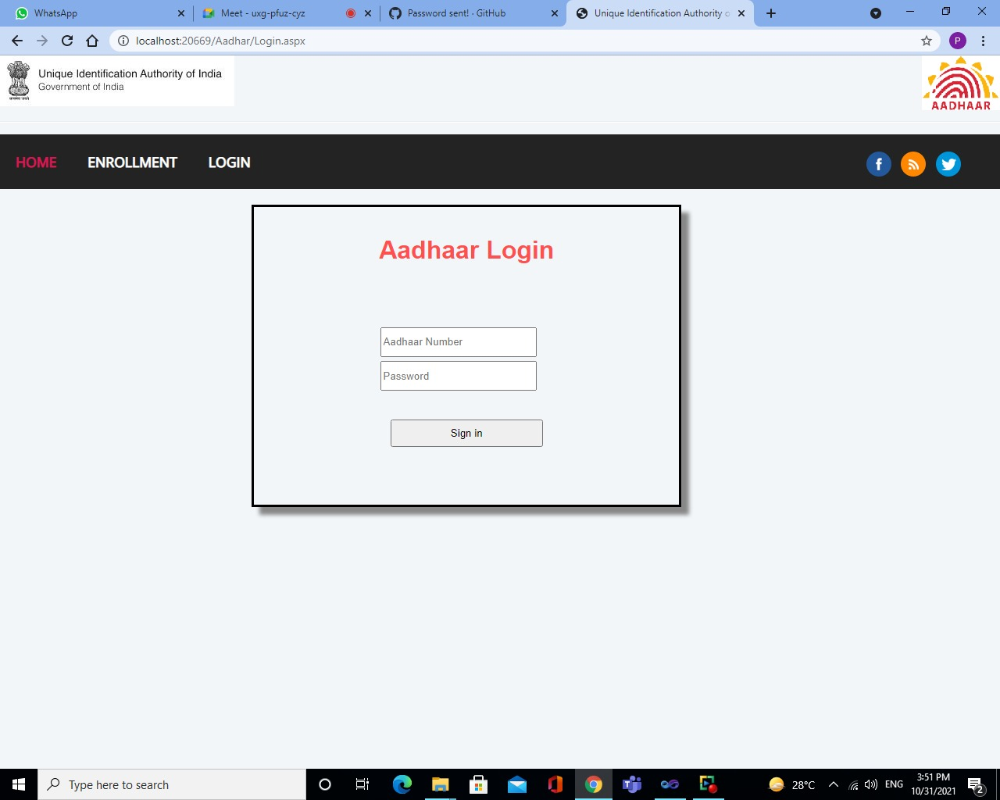 WhatsApp
Meet - uxg-pfuz-cyz
Password sent! · GitHub
Unique Identification Authority o
localhost:20669/Aadhar/Login.aspx
P
Unique Identification Authority of India
Government of India
AADHAAR
HOME
ENROLLMENT
LOGIN
Aadhaar Login
Aadhaar Number
Password
Sign in
Type here to search
28°C
ENG
3:51 PM
10/31/2021
2